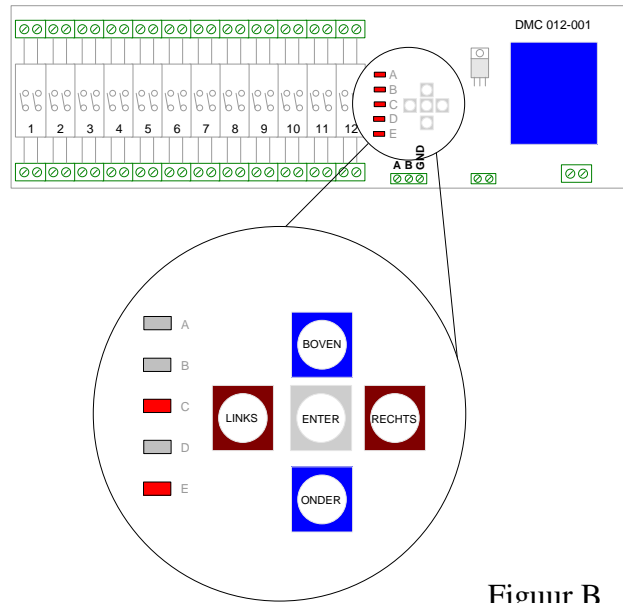 DMC 012-001
A
B
C
D
E
1 2 3 4 5 6 7 8 9 10 11 12
A B GND
A
B
C
D
E
BOVEN
LINKS ENTER RECHTS
ONDER
Figuur B